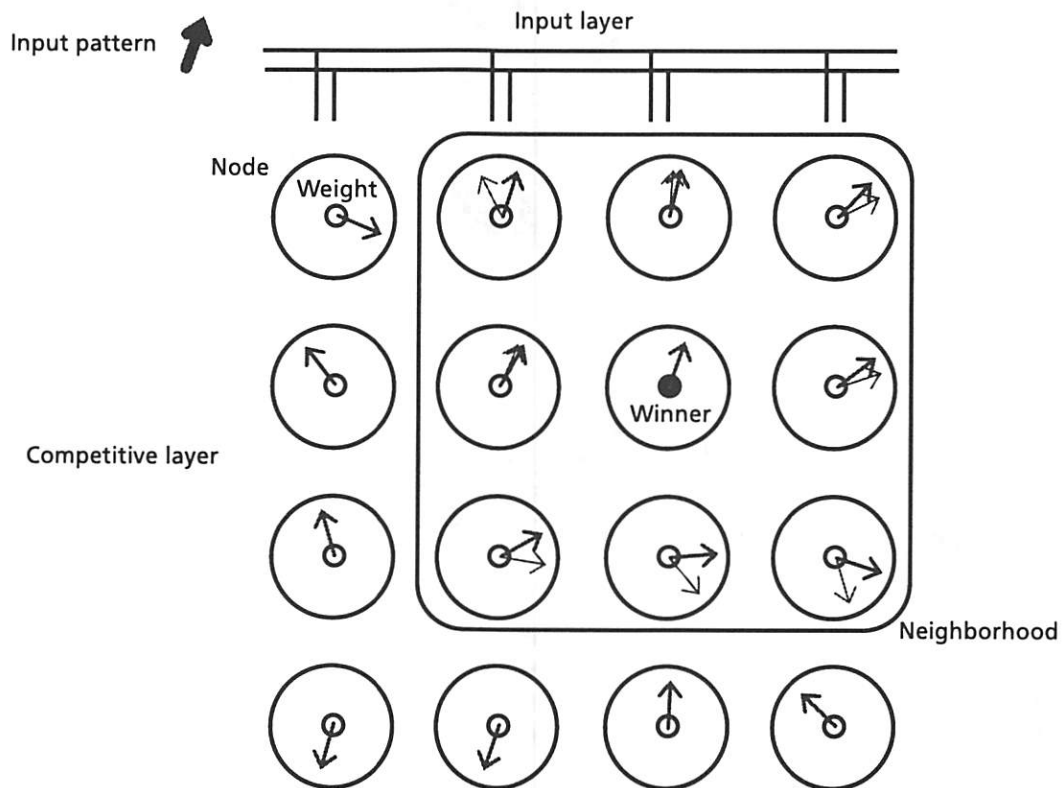 Input layer
Input pattern
Node
Weight
Winner
Competitive layer
Neighborhood